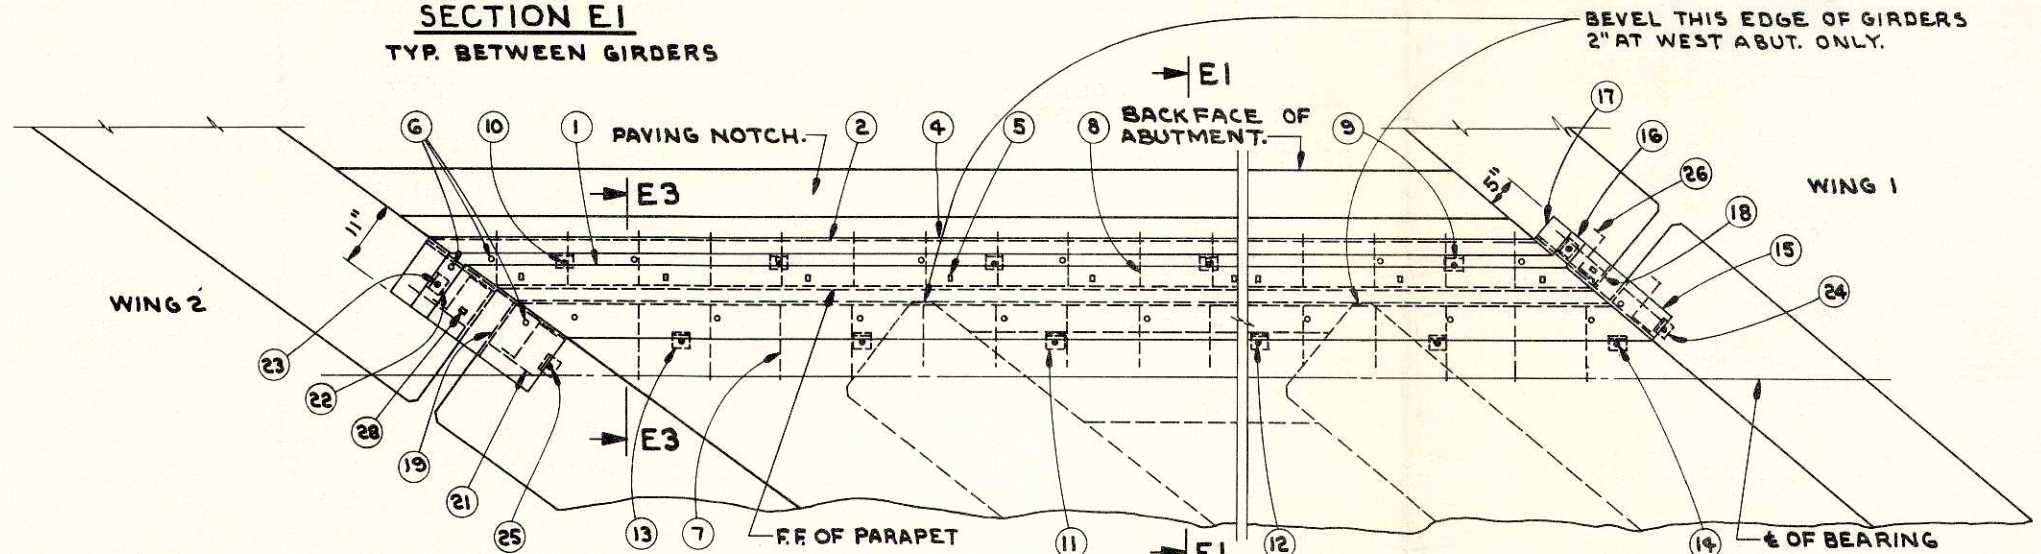 SECTION E1
TYP. BETWEEN GIRDERS
BEVEL THIS EDGE OF GIRDERS
2" AT WEST ABUT. ONLY.
E1
6
10
1
PAVING NOTCH.
2
4
5
8
BACKFACE OF
ABUTMENT.
9
17
16
26
WING 1
E3
5"
18
15
11"
WING 2
24
23
22
28
19
E3
21
25
13
7
F.F. OF PARAPET
11
E1
12
14
℄ OF BEARING